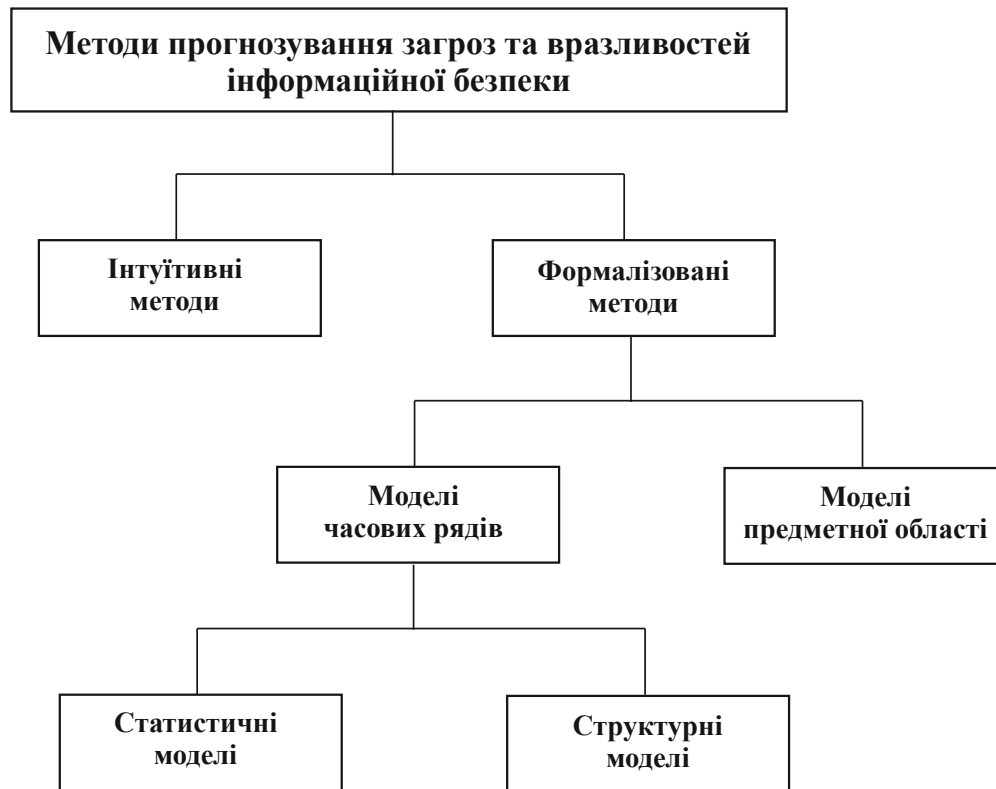 Методи прогнозування загроз та вразливостей
інформаційної безпеки
Інтуїтивні
методи
Формалізовані
методи
Моделі
часових рядів
Моделі
предметної області
Статистичні
моделі
Структурні
моделі